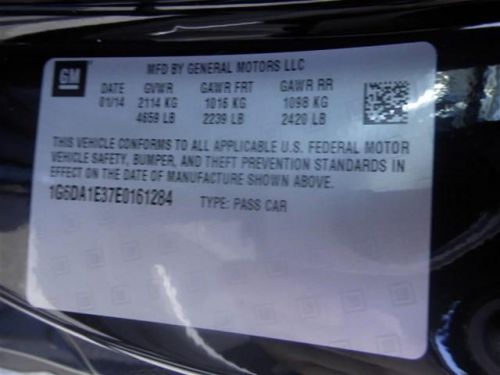 GM
MFD BY GENERAL MOTORS LLC
DATE GVWR GAWR FRT GAWR RR
01/14 2114 KG 1016 KG 1098 KG
4659 LB 2239 LB 2420 LB
THIS VEHICLE CONFORMS TO ALL APPLICABLE U.S. FEDERAL MOTOR
VEHICLE SAFETY, BUMPER, AND THEFT PREVENTION STANDARDS IN
EFFECT ON THE DATE OF MANUFACTURE SHOWN ABOVE.
1G6DA1E37E0161284 TYPE: PASS CAR